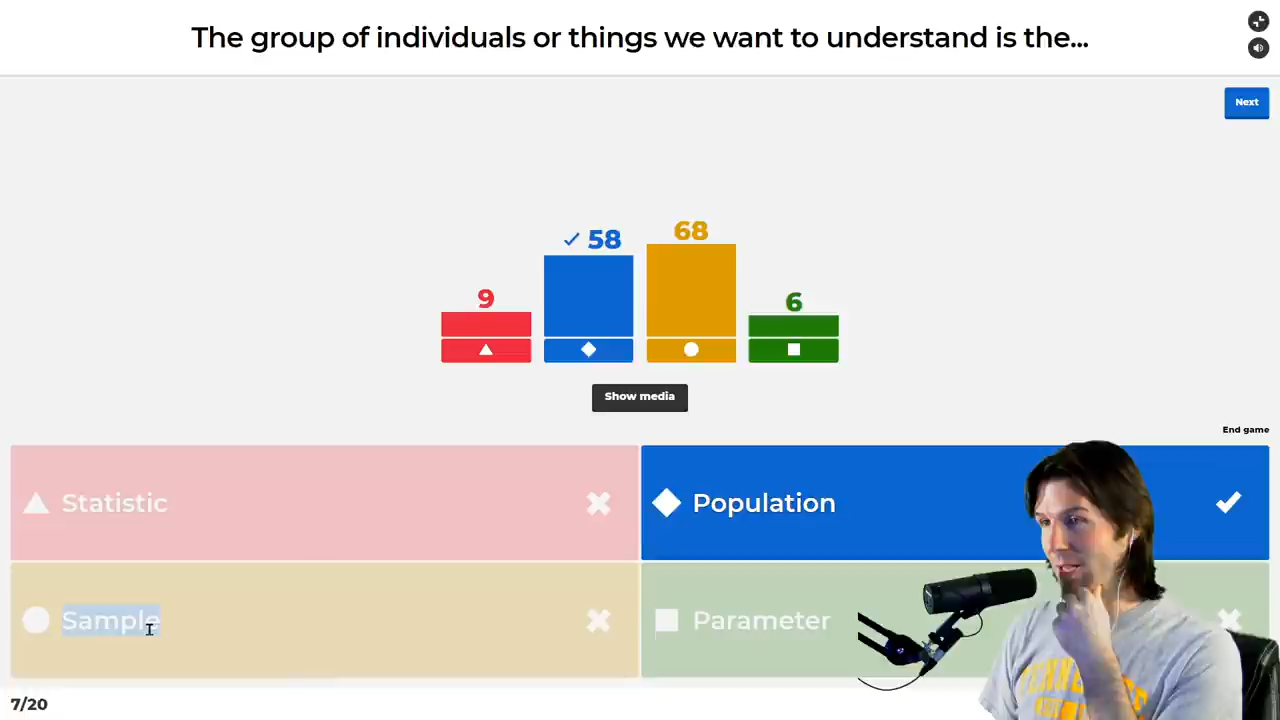 The group of individuals or things we want to understand is the...
Next
9
58
68
6
Show media
End game
Statistic
Population
Sample
Parameter
7/20